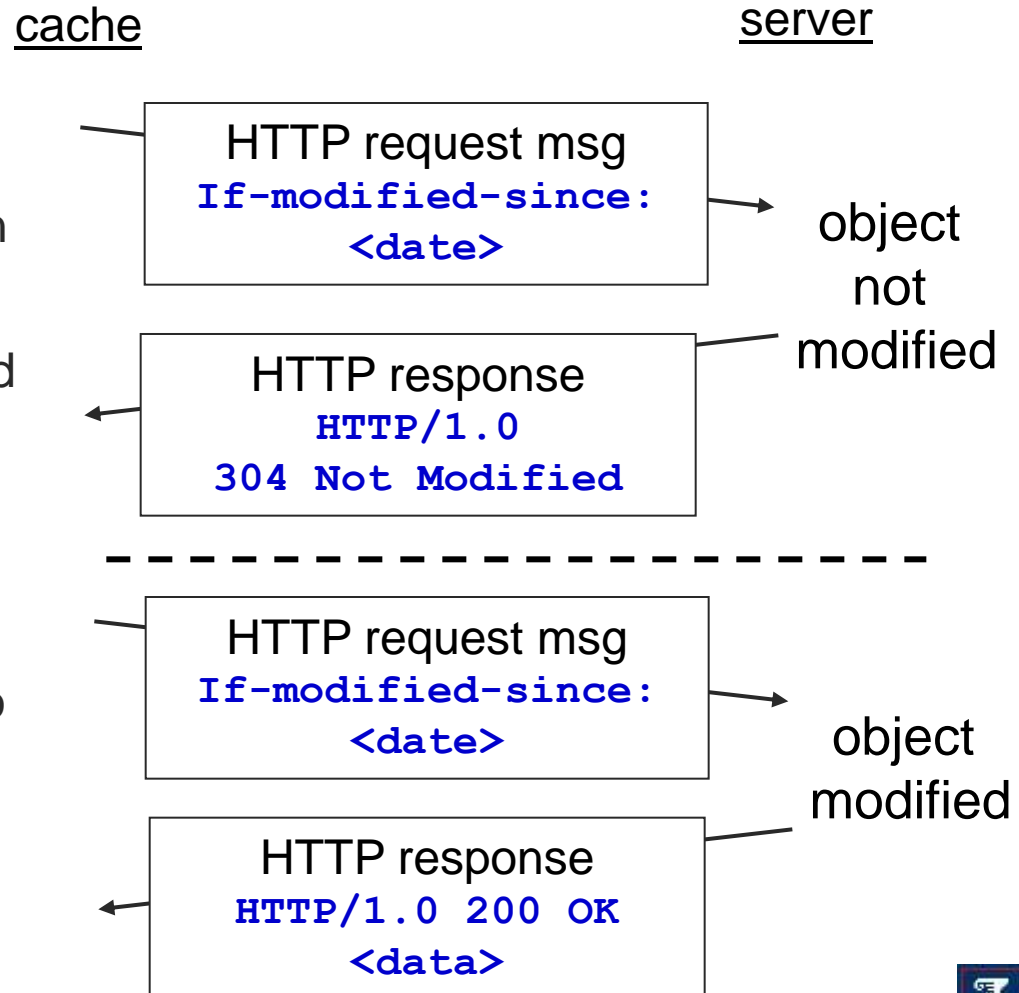 cache
server
HTTP request msg
If-modified-since:
<date>
object
not
modified
HTTP response
HTTP/1.0
304 Not Modified
HTTP request msg
If-modified-since:
<date>
object
modified
HTTP response
HTTP/1.0 200 OK
<data>